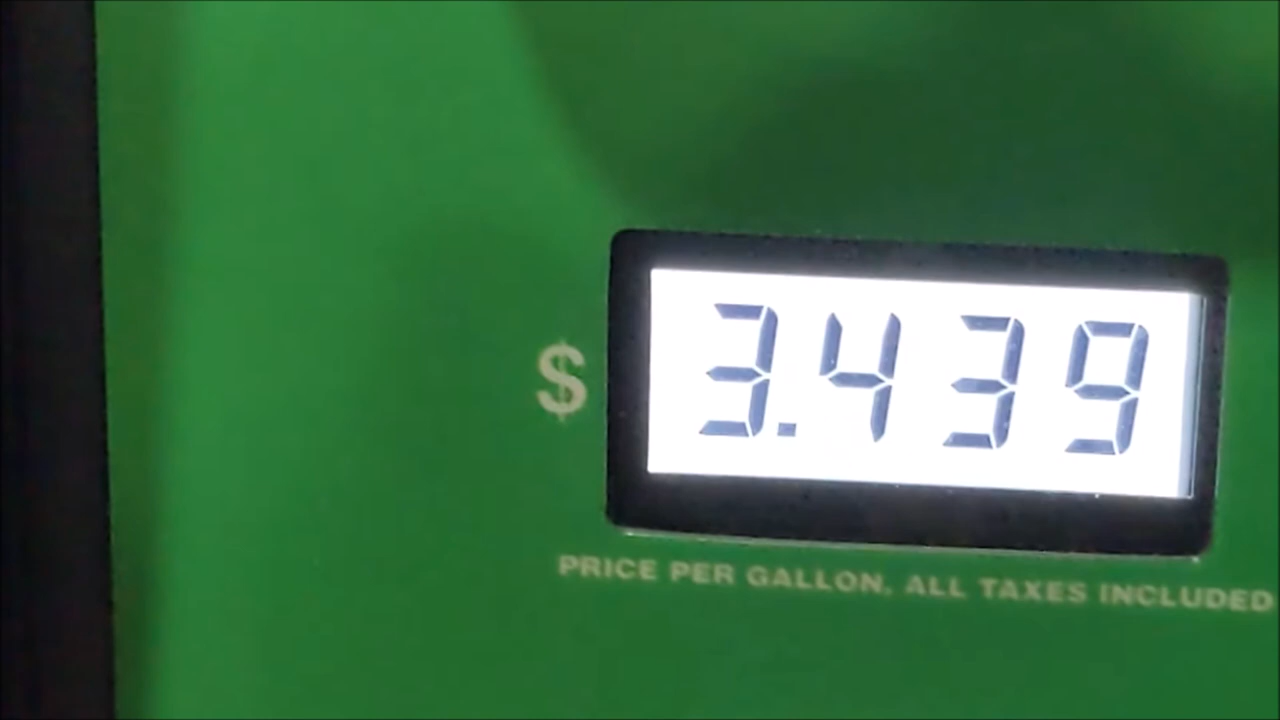 $ 3.439
PRICE PER GALLON, ALL TAXES INCLUDED